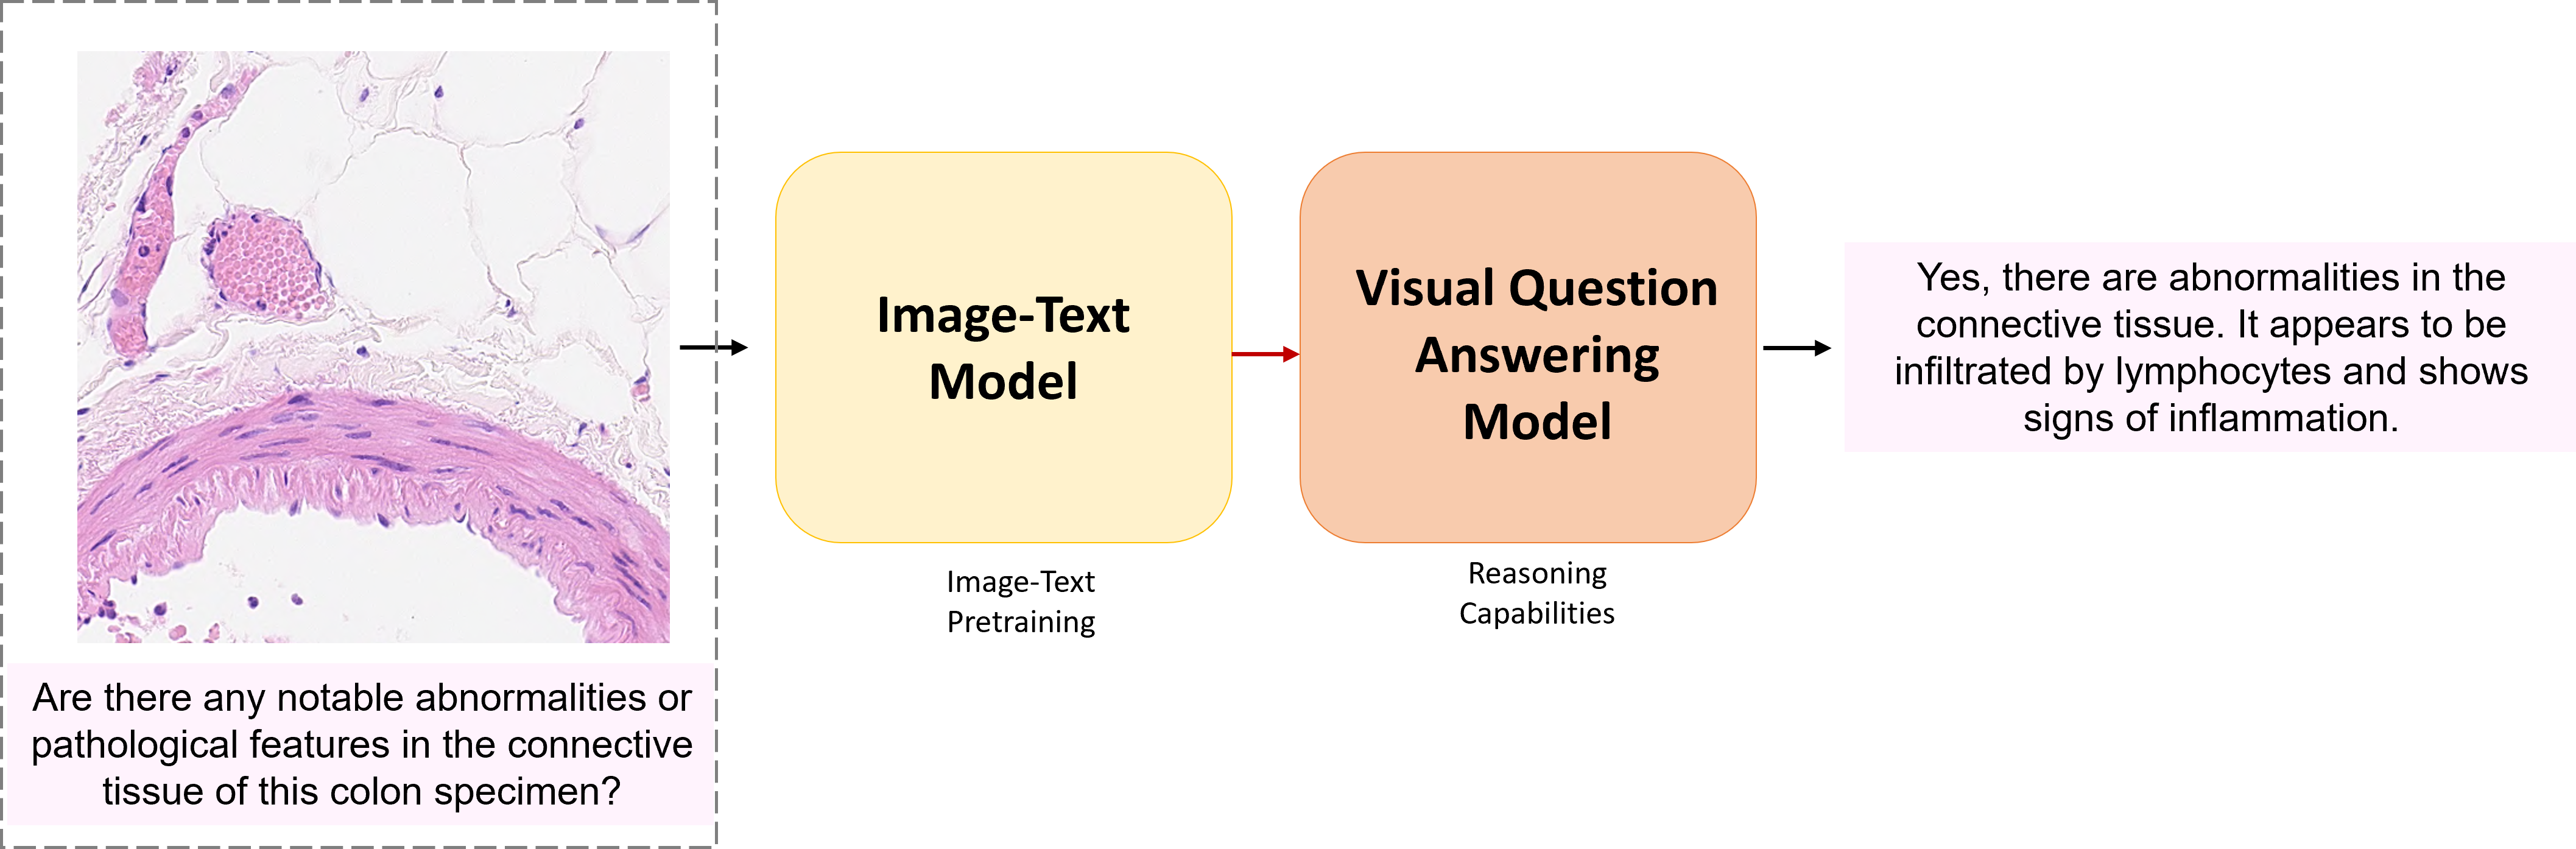 Are there any notable abnormalities or
pathological features in the connective
tissue of this colon specimen?
Image-Text
Model
Image-Text
Pretraining
Visual Question
Answering
Model
Reasoning
Capabilities
Yes, there are abnormalities in the
connective tissue. It appears to be
infiltrated by lymphocytes and shows
signs of inflammation.